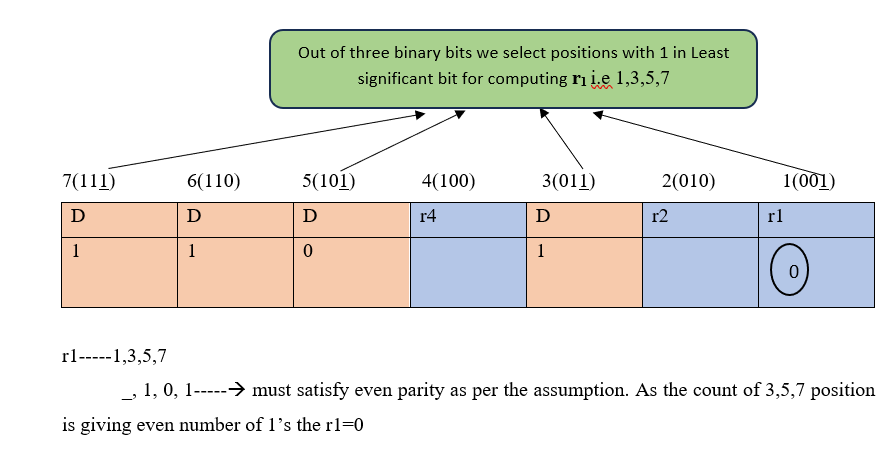 Out of three binary bits we select positions with 1 in Least
significant bit for computing r1 i.e 1,3,5,7
7(111) 6(110) 5(101) 4(100) 3(011) 2(010) 1(001)
D D D r4 D r2 r1
1 1 0 1 0
r1-----1,3,5,7
_, 1, 0, 1-----→ must satisfy even parity as per the assumption. As the count of 3,5,7 position
is giving even number of 1’s the r1=0